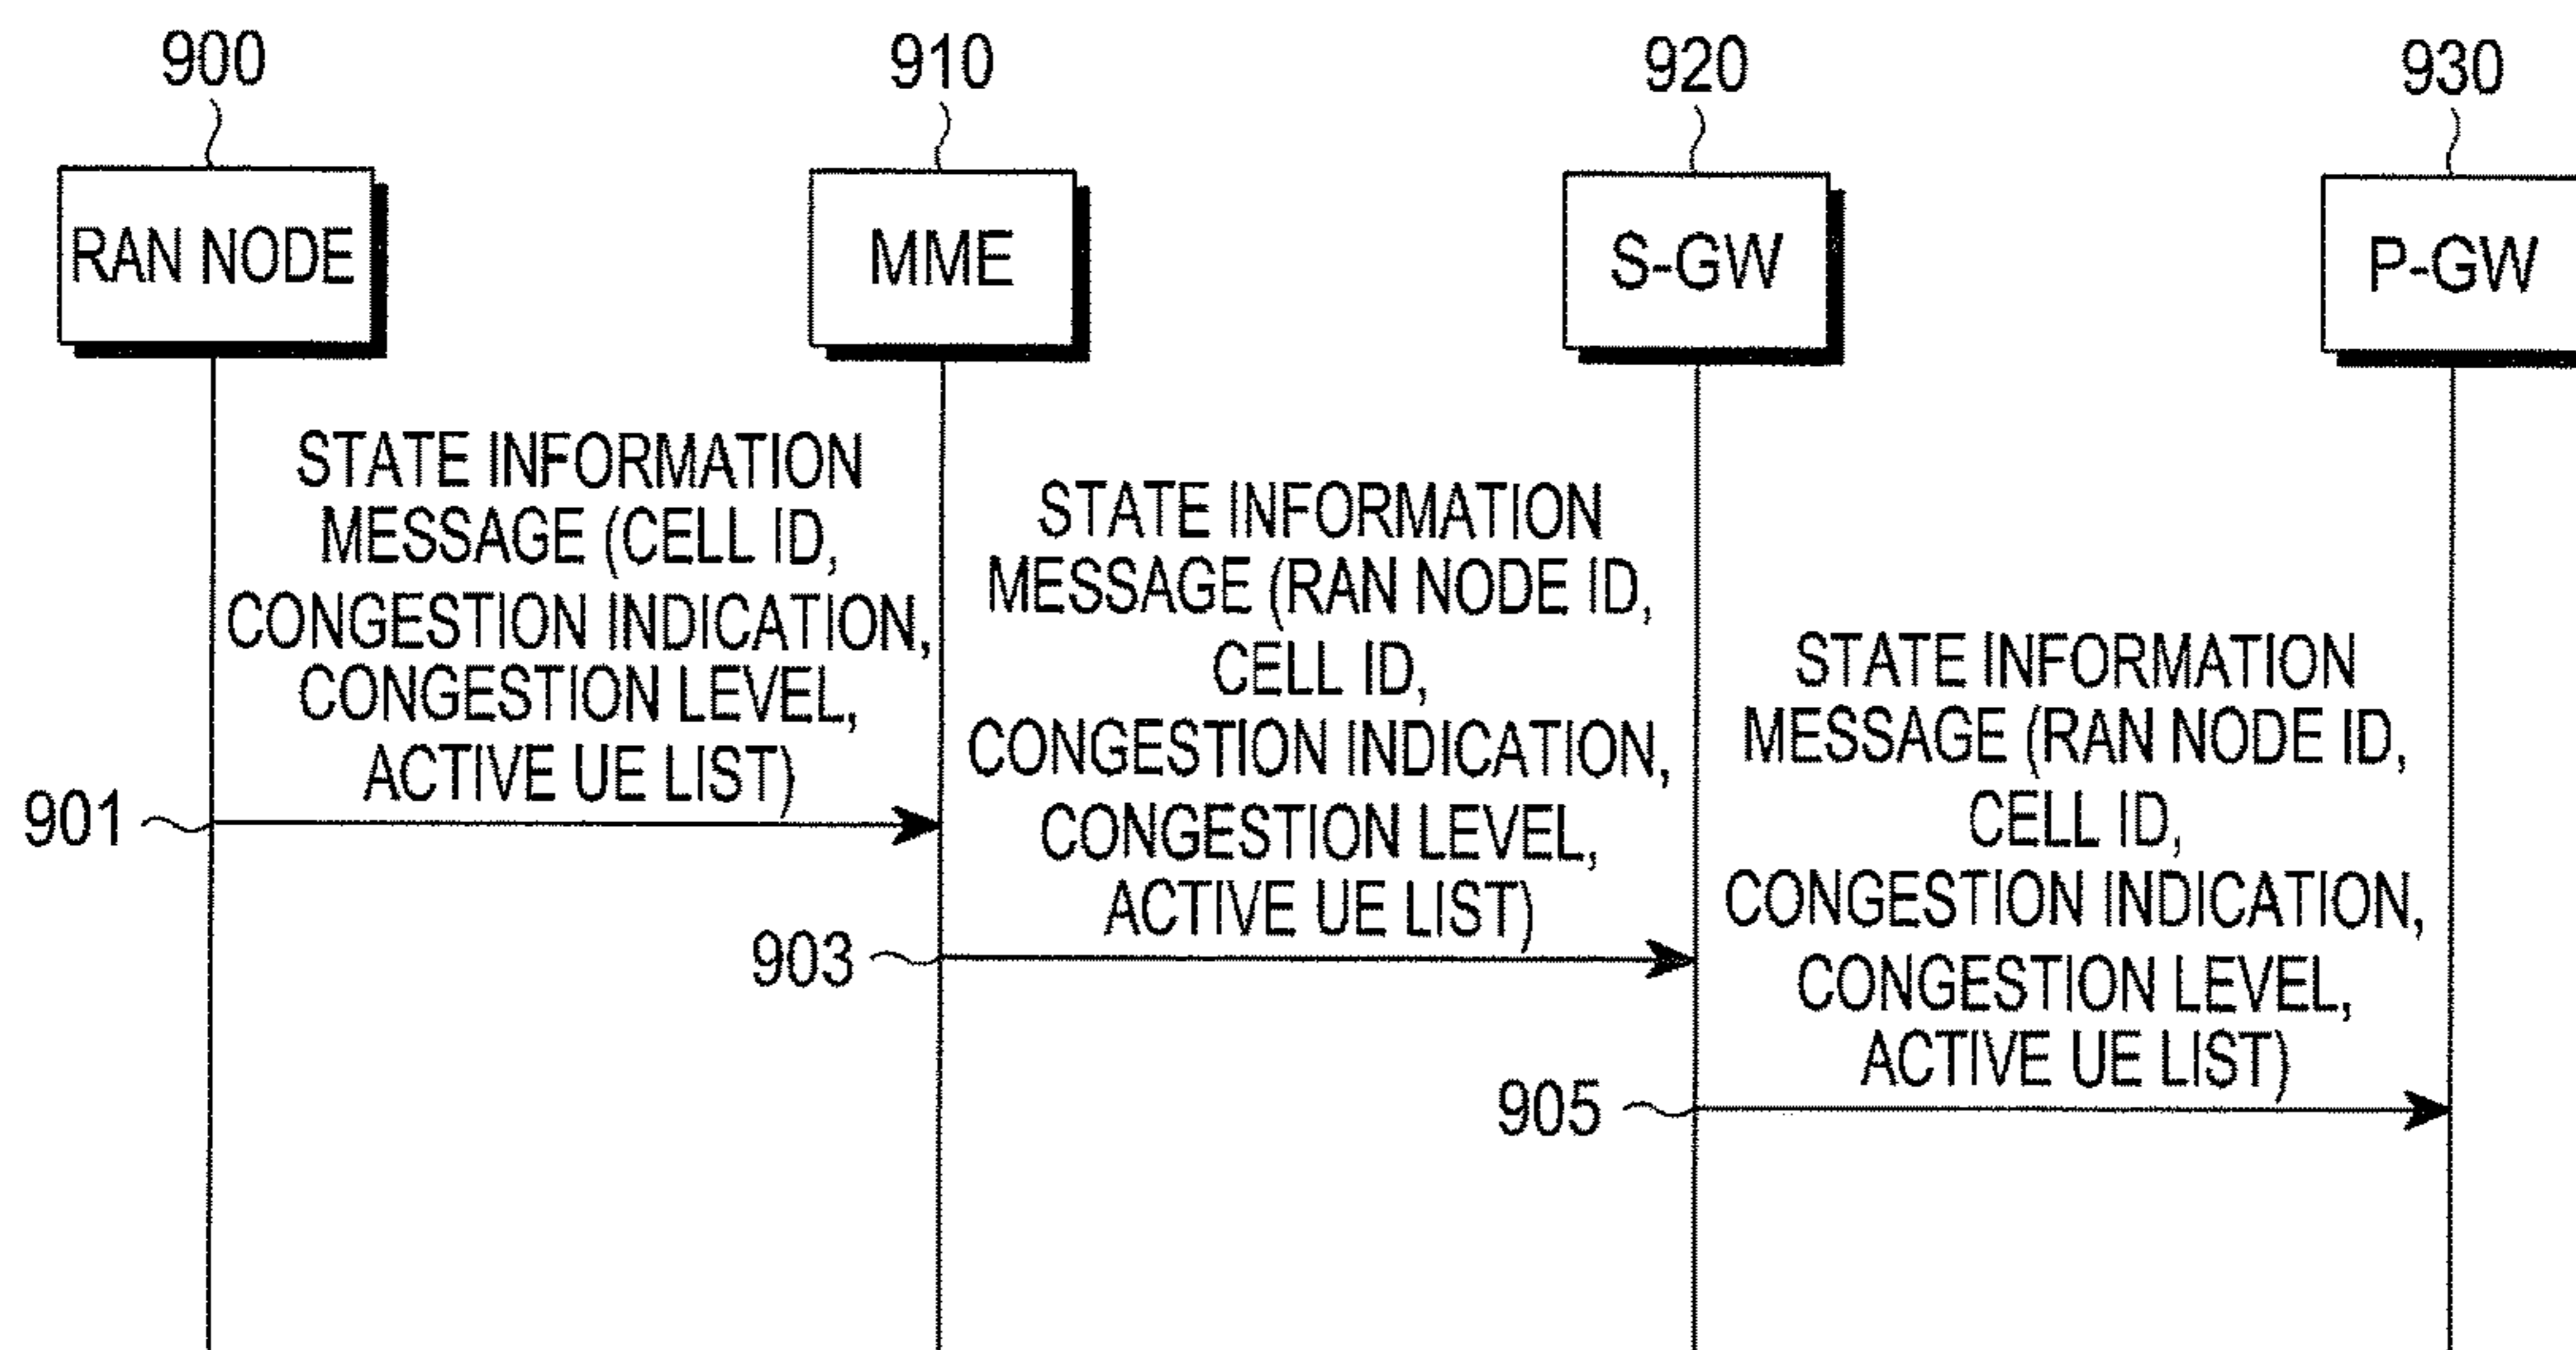 900
910
920
930
RAN NODE
MME
S-GW
P-GW
STATE INFORMATION
MESSAGE (CELL ID,
CONGESTION INDICATION,
CONGESTION LEVEL,
ACTIVE UE LIST)
901
STATE INFORMATION
MESSAGE (RAN NODE ID,
CELL ID,
CONGESTION INDICATION,
CONGESTION LEVEL,
ACTIVE UE LIST)
903
STATE INFORMATION
MESSAGE (RAN NODE ID,
CELL ID,
CONGESTION INDICATION,
CONGESTION LEVEL,
ACTIVE UE LIST)
905